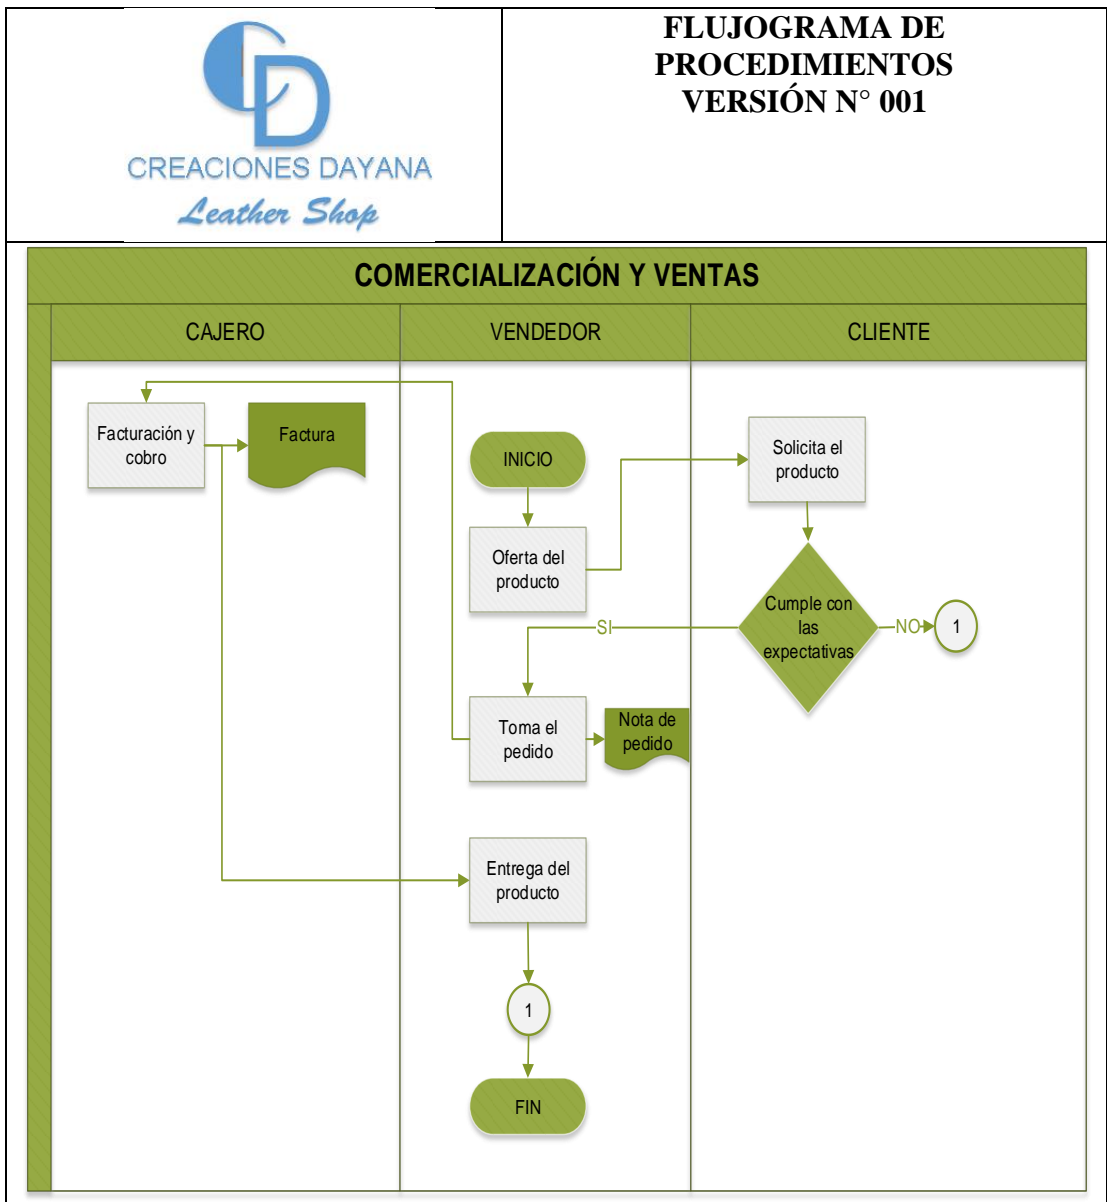 CD
CREACIONES DAYANA
Leather Shop
FLUJOGRAMA DE
PROCEDIMIENTOS
VERSIÓN N° 001
COMERCIALIZACIÓN Y VENTAS
CAJERO
VENDEDOR
CLIENTE
Facturación y
cobro
Factura
INICIO
Solicita el
producto
Oferta del
producto
Cumple con
las
expectativas
SI
NO
1
Toma el
pedido
Nota de
pedido
Entrega del
producto
1
FIN